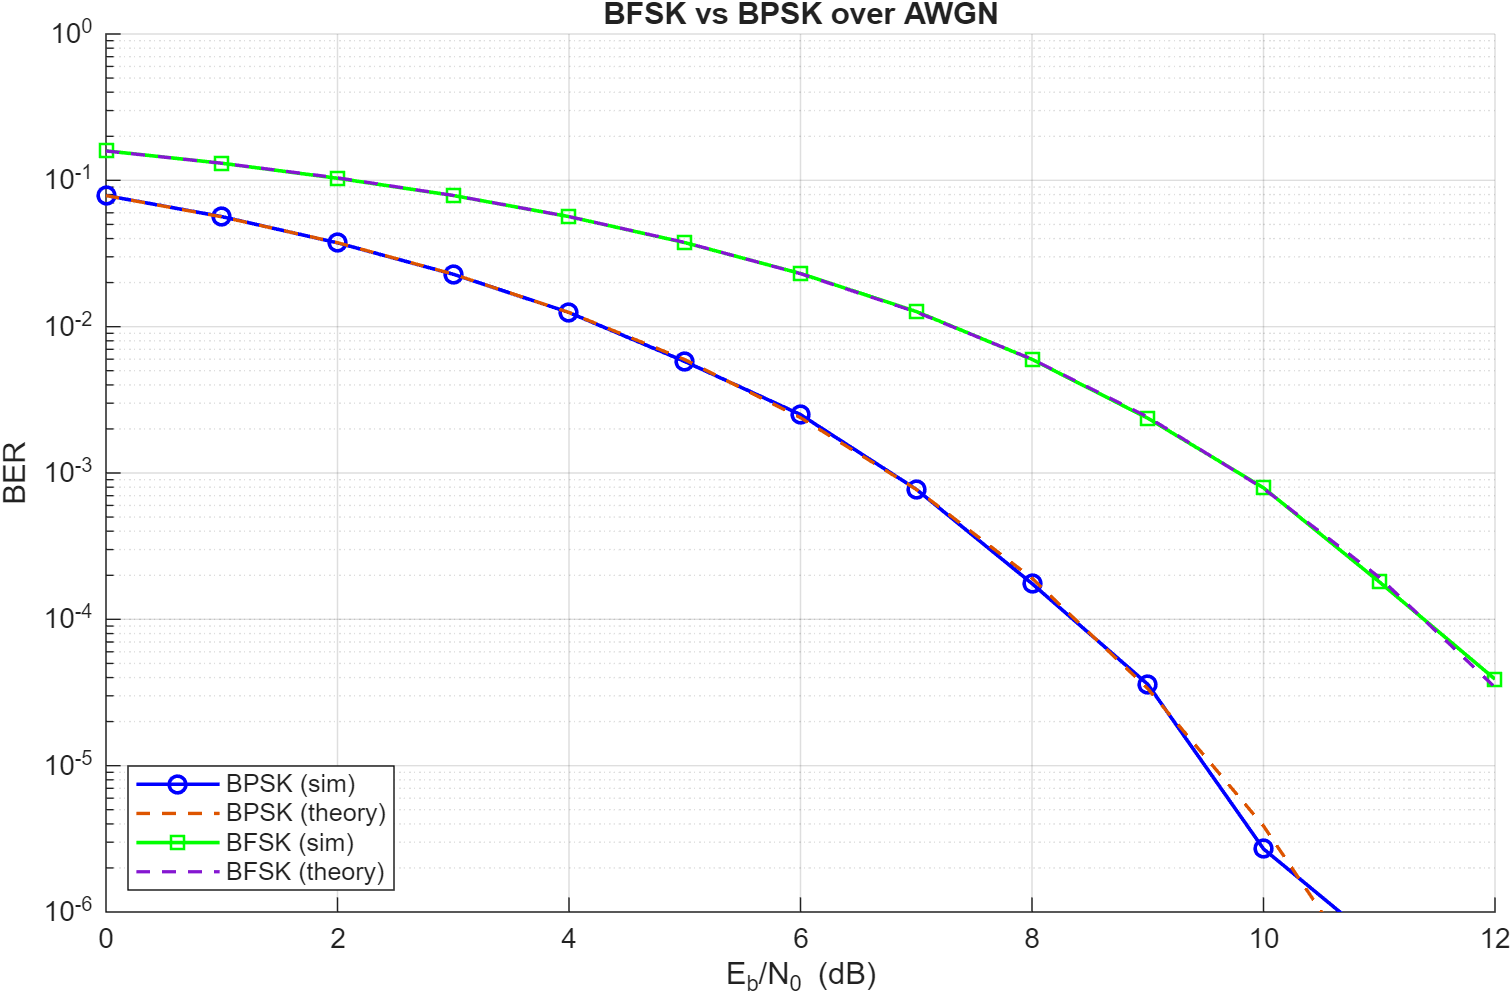 BFSK vs BPSK over AWGN
10^0
10^-1
10^-2
10^-3
10^-4
10^-5
10^-6
BER
BPSK (sim)
BPSK (theory)
BFSK (sim)
BFSK (theory)
0 2 4 6 8 10 12
E_b/N_0 (dB)